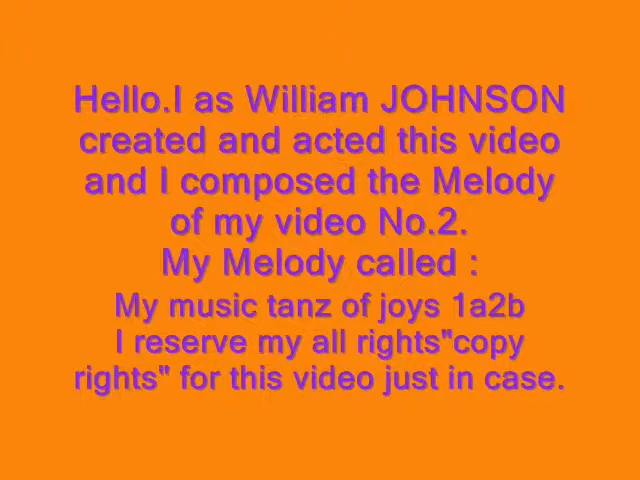 Hello.I as William JOHNSON
created and acted this video
and I composed the Melody
of my video No.2.
My Melody called :
My music tanz of joys 1a2b
I reserve my all rights"copy
rights" for this video just in case.